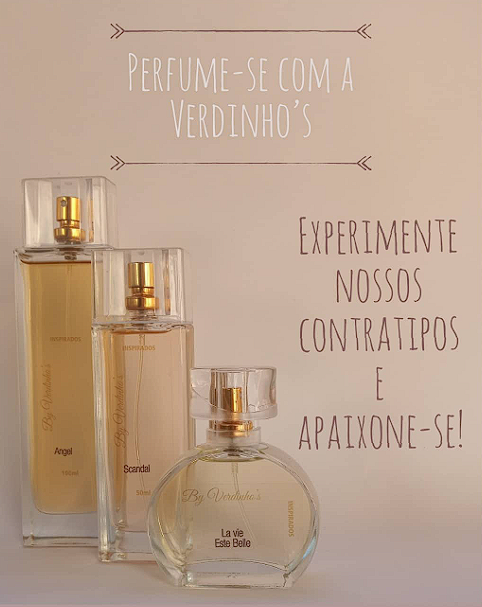 PERFUME-SE COM A
VERDINHO'S
EXPERIMENTE
NOSSOS
CONTRATIPOS
E
APAIXONE-SE!
INSPIRADOS
By Verdinho's
Angel
100ml
INSPIRADOS
By Verdinho's
Scandal
50ml
By Verdinho's
INSPIRADOS
La vie
Este Belle